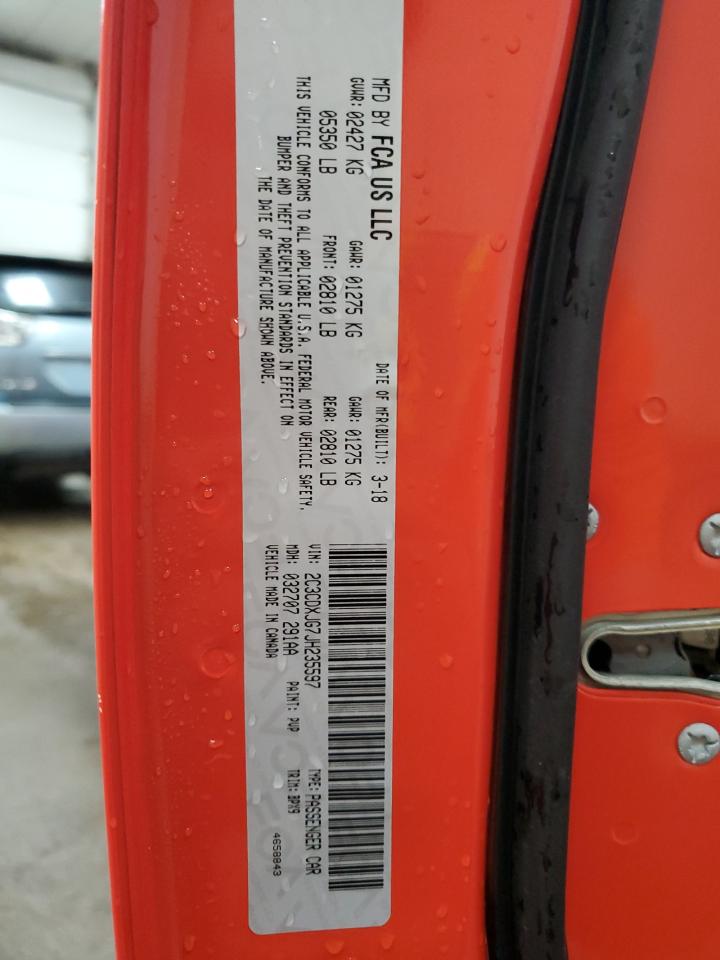 MFD BY FCA US LLC
DATE OF MFR(BUILT): 3-18
GVWR: 02427 KG
GAWR: 01275 KG
GAWR: 01275 KG
05350 LB
FRONT: 02810 LB
REAR: 02810 LB
THIS VEHICLE CONFORMS TO ALL APPLICABLE U.S.A. FEDERAL MOTOR VEHICLE SAFETY,
BUMPER AND THEFT PREVENTION STANDARDS IN EFFECT ON
THE DATE OF MANUFACTURE SHOWN ABOVE.
VIN: 2C3CDXJG7JH235597
TYPE: PASSENGER CAR
MDH: 032707 291AA
PAINT: PVP
TRIM: BPX9
VEHICLE MADE IN CANADA
4658843